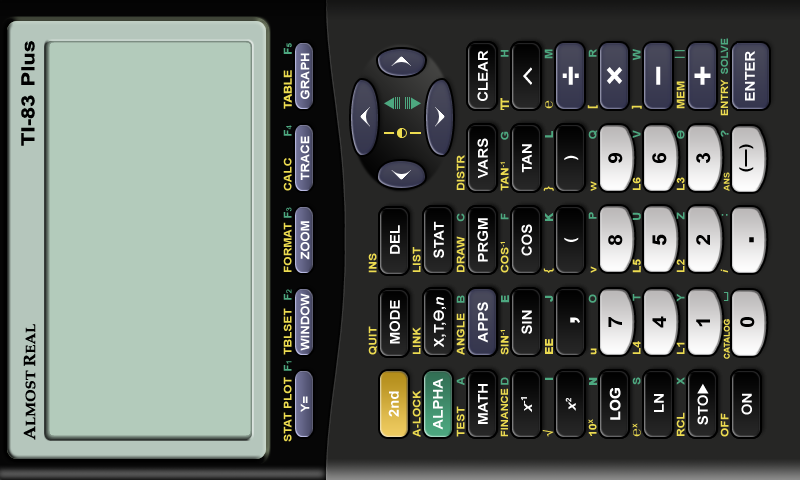 ALMOST REAL TI-83 Plus
STAT PLOT F1 TBLSET F2 FORMAT F3 CALC F4 TABLE F5
Y= WINDOW ZOOM TRACE GRAPH
QUIT INS
2nd MODE DEL
A-LOCK LINK LIST
ALPHA X,T,Θ,n STAT
TEST A ANGLE B DRAW C DISTR
MATH APPS PRGM VARS CLEAR
FINANCE D SIN⁻¹ E COS⁻¹ F TAN⁻¹ G π H
x⁻¹ SIN COS TAN ^
√ I EE J { K } L e M
x² , ( ) ÷
10ˣ N u O v P w Q [ R
LOG 7 8 9 ×
eˣ S L4 T L5 U L6 V ] W
LN 4 5 6 −
RCL X L1 Y L2 Z L3 Θ MEM "
STO▶ 1 2 3 +
OFF CATALOG ⎵ i : ANS ? ENTRY SOLVE
ON 0 . (—) ENTER